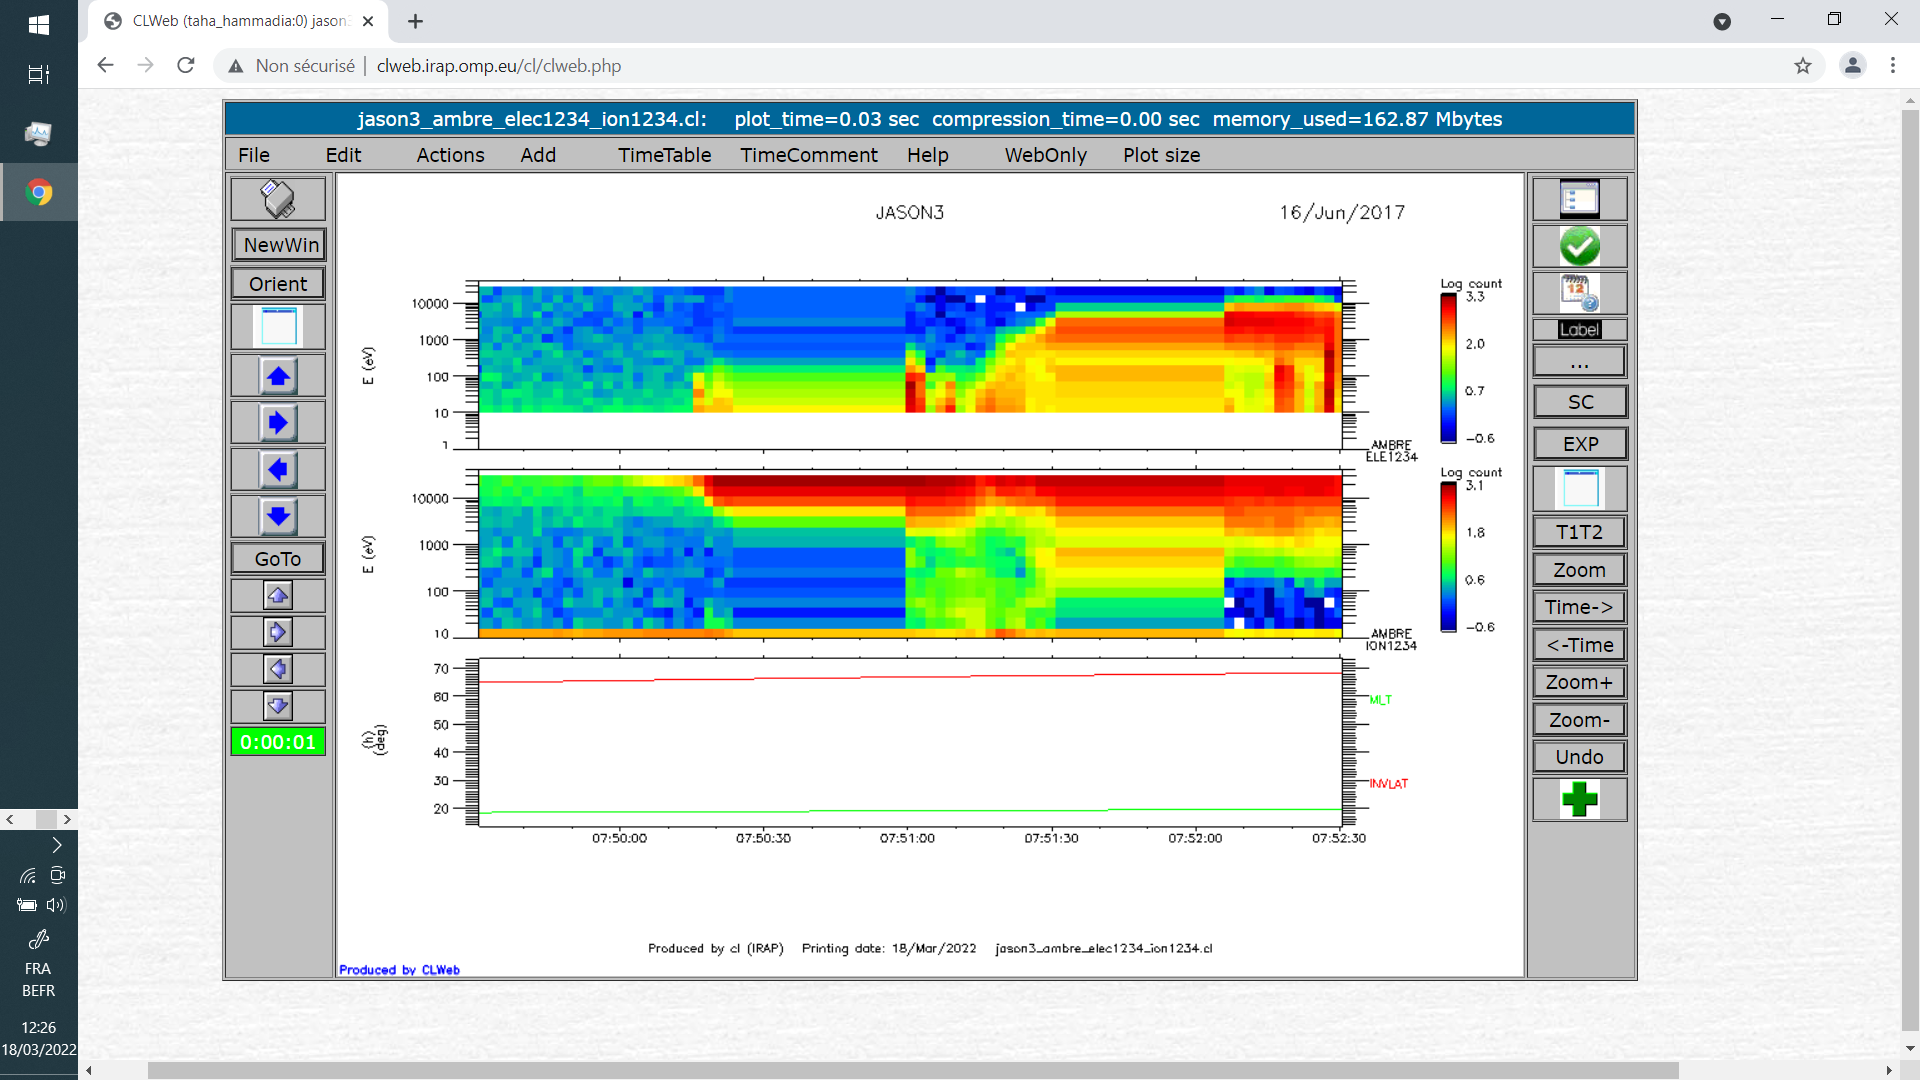 CLWeb (taha_hammadia:0) jason3
Non sécurisé | clweb.irap.omp.eu/cl/clweb.php
jason3_ambre_elec1234_ion1234.cl: plot_time=0.03 sec compression_time=0.00 sec memory_used=162.87 Mbytes
File Edit Actions Add TimeTable TimeComment Help WebOnly Plot size
NewWin
Orient
GoTo
0:00:01
JASON3 16/Jun/2017
E (eV)
10000
1000
100
10
1
Log count
3.3
2.0
0.7
-0.6
AMBRE
ELE1234
E (eV)
10000
1000
100
10
Log count
3.1
1.8
0.6
-0.6
AMBRE
ION1234
(h)
(deg)
70
60
50
40
30
20
MLT
INVLAT
07:50:00 07:50:30 07:51:00 07:51:30 07:52:00 07:52:30
Produced by cl (IRAP) Printing date: 18/Mar/2022 jason3_ambre_elec1234_ion1234.cl
Produced by CLWeb
12
Label
...
SC
EXP
T1T2
Zoom
Time->
<-Time
Zoom+
Zoom-
Undo
FRA
BEFR
12:26
18/03/2022